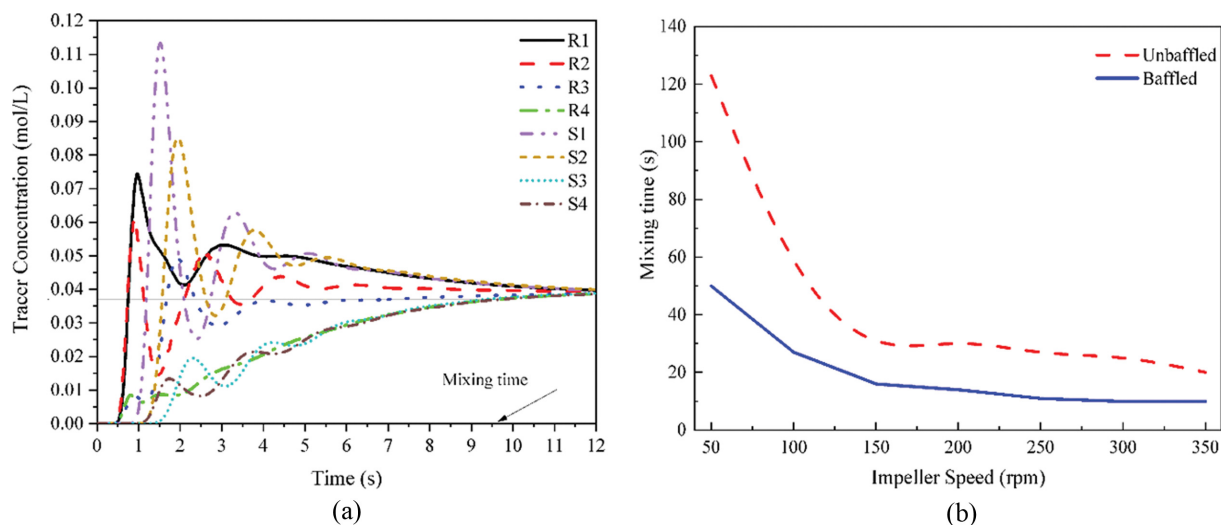 0.12
0.11
0.10
0.09
0.08
0.07
0.06
0.05
0.04
0.03
0.02
0.01
0.00
Tracer Concentration (mol/L)
R1
R2
R3
R4
S1
S2
S3
S4
Mixing time
0 1 2 3 4 5 6 7 8 9 10 11 12
Time (s)
(a)
140
120
100
80
60
40
20
0
Mixing time (s)
Unbaffled
Baffled
50 100 150 200 250 300 350
Impeller Speed (rpm)
(b)